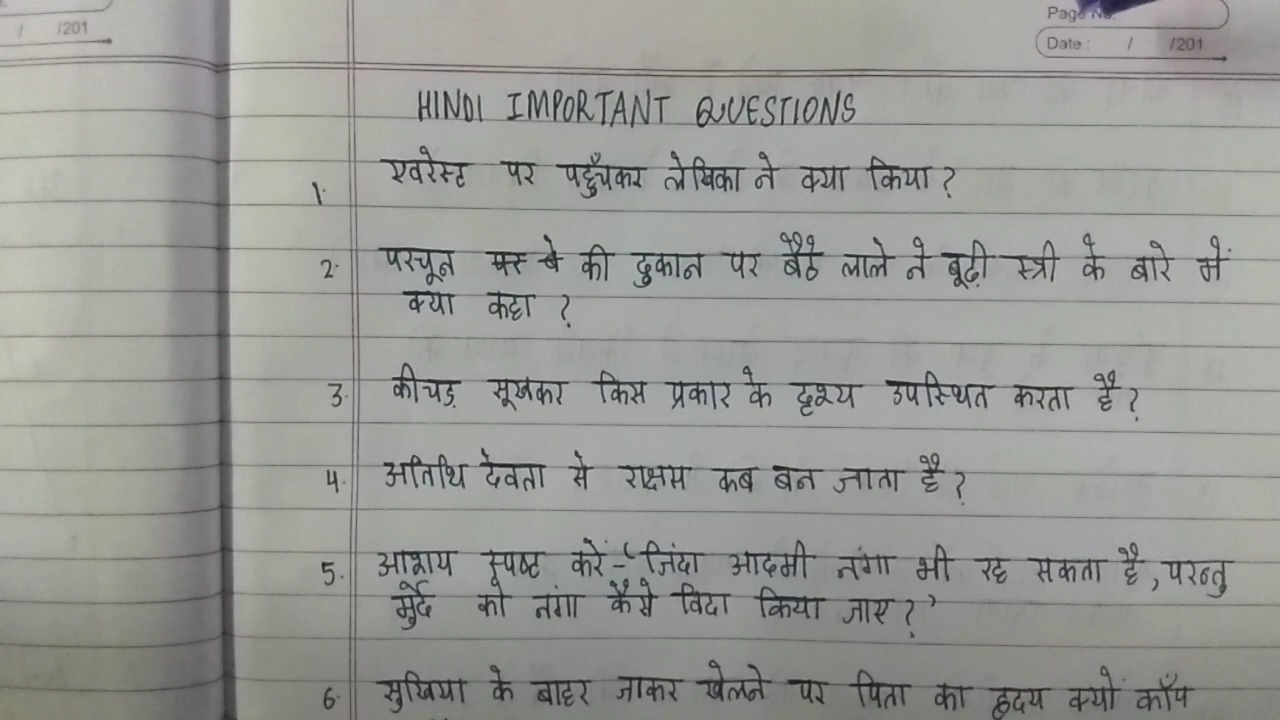 / /201
Page No.
Date : / /201
HINDI IMPORTANT QUESTIONS
1. एवरेस्ट पर पहुँचकर लेखिका ने क्या किया?
2. परचून बे की दुकान पर बैठे लाले ने बूढ़ी स्त्री के बारे में
क्या कहा ?
3. कीचड़ सूखकर किस प्रकार के दृश्य उपस्थित करता है?
4. अतिथि देवता से राक्षस कब बन जाता है?
5. आशय स्पष्ट करें-‘जिंदा आदमी नंगा भी रह सकता है, परन्तु
मुर्दे को नंगा कैसे विदा किया जाए?’
6. सुखिया के बाहर जाकर खेलने पर पिता का हृदय क्यों काँप